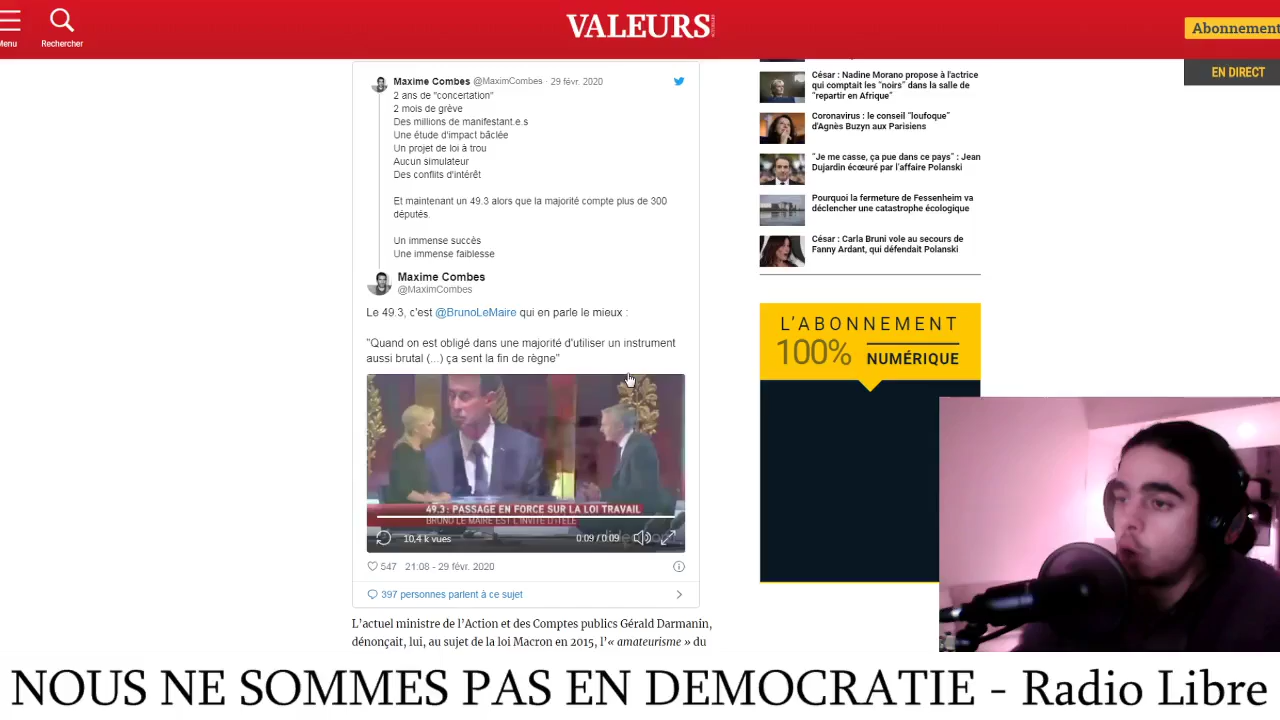 Menu
Rechercher
VALEURS
Abonnement
EN DIRECT
Maxime Combes @MaximCombes · 29 févr. 2020
2 ans de "concertation"
2 mois de grève
Des millions de manifestant.e.s
Une étude d'impact bâclée
Un projet de loi à trou
Aucun simulateur
Des conflits d'intérêt
Et maintenant un 49.3 alors que la majorité compte plus de 300
députés.
Un immense succès
Une immense faiblesse
Maxime Combes
@MaximCombes
Le 49.3, c'est @BrunoLeMaire qui en parle le mieux :
"Quand on est obligé dans une majorité d'utiliser un instrument
aussi brutal (...) ça sent la fin de règne"
49.3 : PASSAGE EN FORCE SUR LA LOI TRAVAIL
BRUNO LE MAIRE EST L'INVITÉ D'ITELE
10,4 k vues
0:09 / 0:09
547 21:08 - 29 févr. 2020
397 personnes parlent à ce sujet
L'actuel ministre de l'Action et des Comptes publics Gérald Darmanin,
dénonçait, lui, au sujet de la loi Macron en 2015, l'« amateurisme » du
César : Nadine Morano propose à l'actrice
qui comptait les "noirs" dans la salle de
"repartir en Afrique"
Coronavirus : le conseil "loufoque"
d'Agnès Buzyn aux Parisiens
"Je me casse, ça pue dans ce pays" : Jean
Dujardin écœuré par l'affaire Polanski
Pourquoi la fermeture de Fessenheim va
déclencher une catastrophe écologique
César : Carla Bruni vole au secours de
Fanny Ardant, qui défendait Polanski
L'ABONNEMENT
100% NUMÉRIQUE
NOUS NE SOMMES PAS EN DEMOCRATIE - Radio Libre